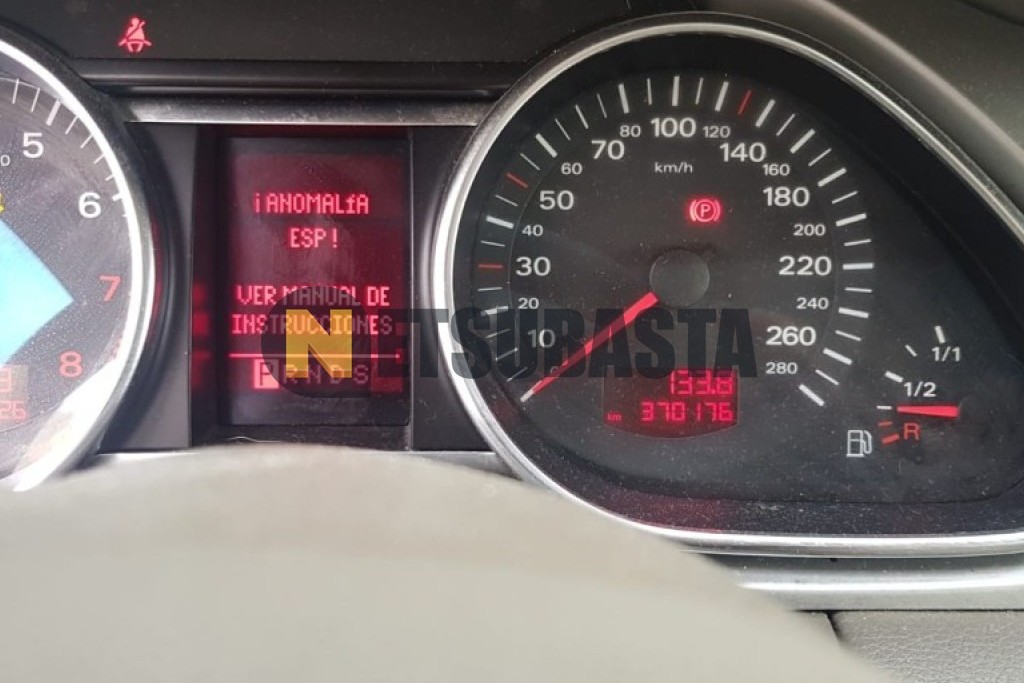 5
6
7
8
¡ANOMALíA
ESP!
VER MANUAL DE
INSTRUCCIONES
PRNDS
NETSUBASTA
10
20
30
40
50
60
70
80
100
120
140
160
180
200
220
240
260
280
km/h
P
133.8
km 370176
1/1
1/2
R